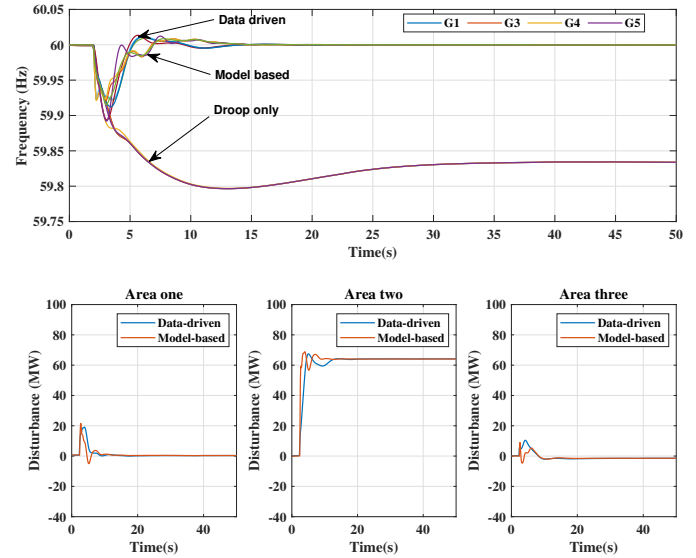 60.05
60
59.95
59.9
59.85
59.8
59.75
Frequency (Hz)
Data driven
Model based
Droop only
G1 G3 G4 G5
0 5 10 15 20 25 30 35 40 45 50
Time(s)
Area one
100
80
60
40
20
0
-20
-40
Disturbance (MW)
Data-driven
Model-based
0 20 40
Time(s)
Area two
100
80
60
40
20
0
-20
-40
Disturbance (MW)
Data-driven
Model-based
0 20 40
Time(s)
Area three
100
80
60
40
20
0
-20
-40
Disturbance (MW)
Data-driven
Model-based
0 20 40
Time(s)